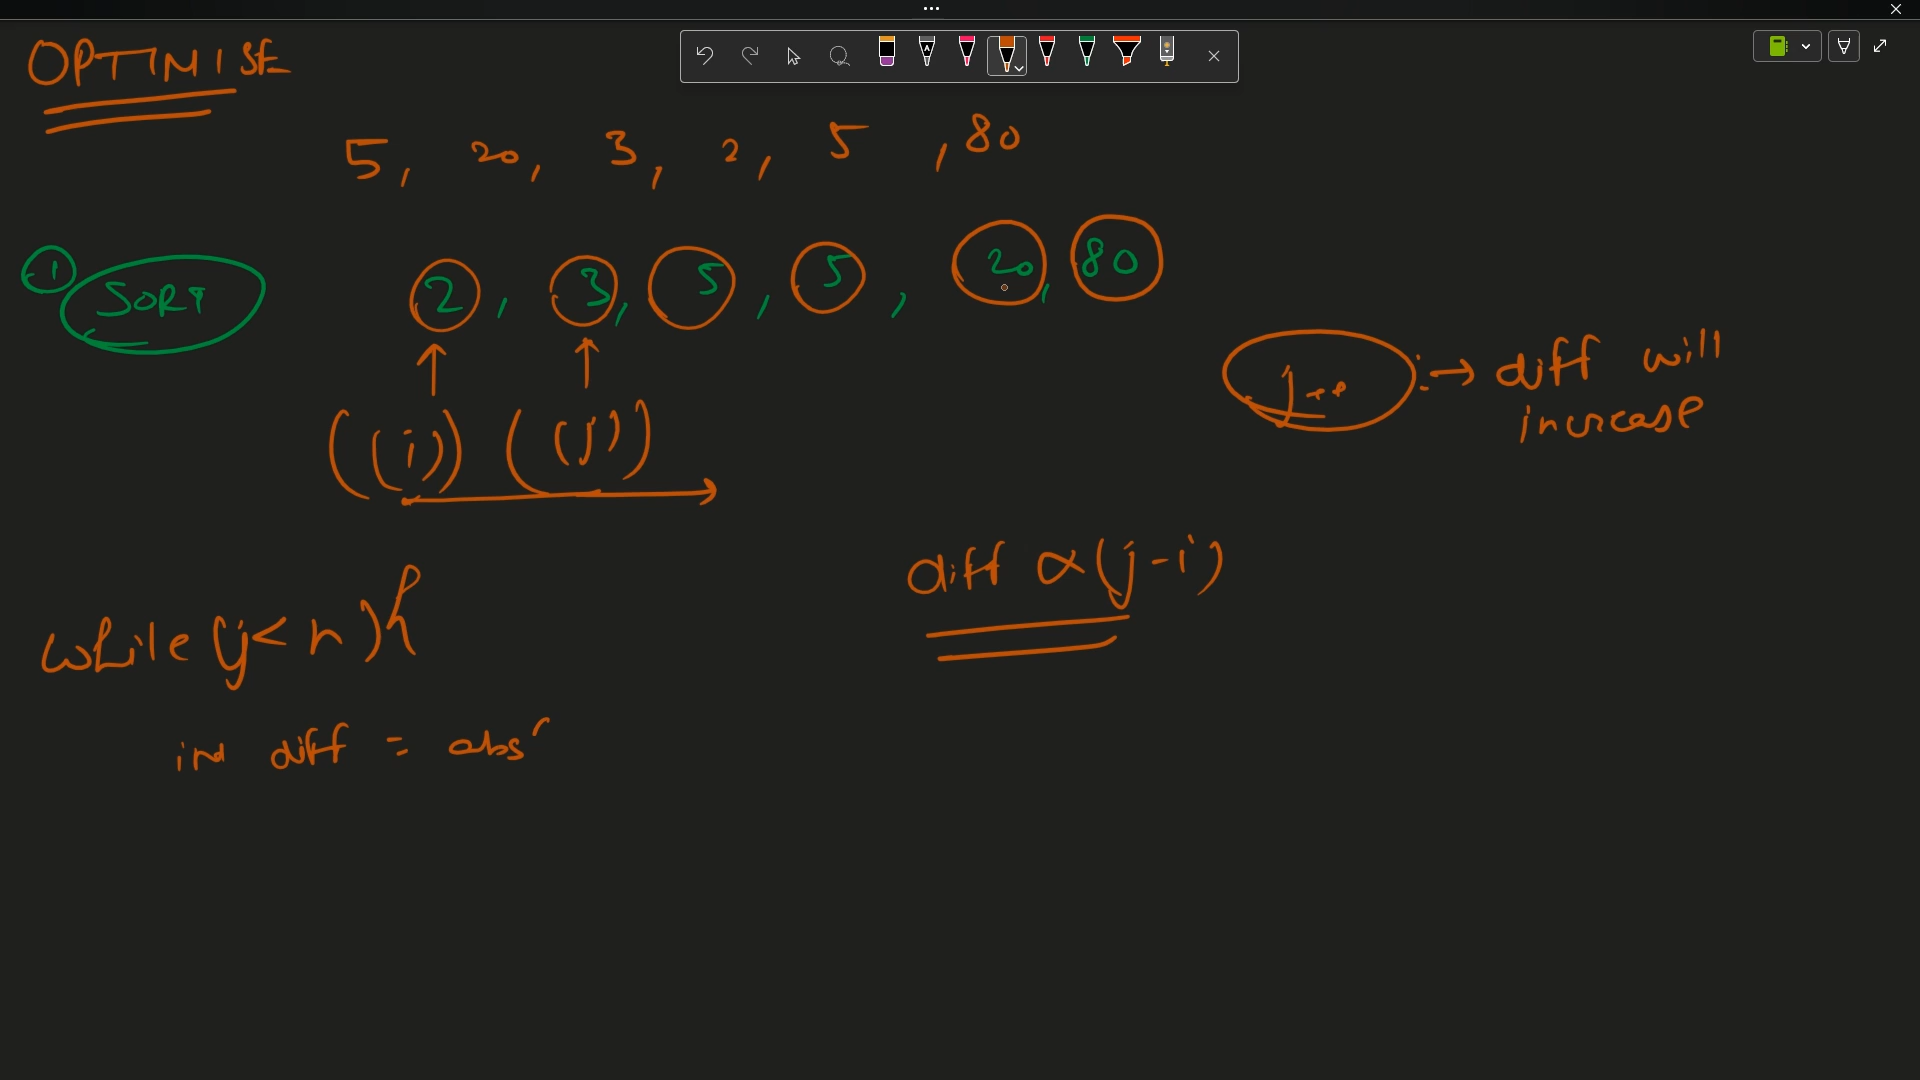 OPTIMISE
5, 20, 3, 2, 5, 80
1 SORT 2, 3, 5, 5, 20, 80
(i) (j)
j++ : → diff will
increase
diff ∝ (j-i)
while (j<n){
int diff = abs(